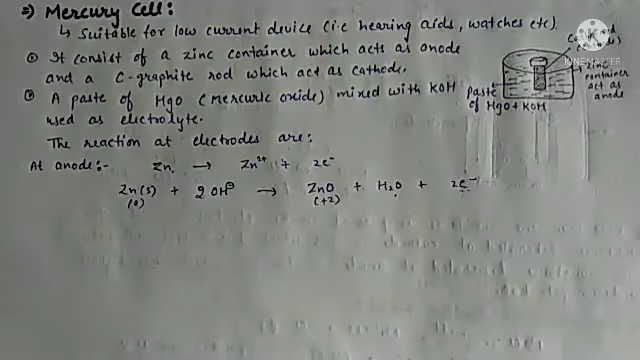 ⇒ Mercury Cell:
↳ Suitable for low current device (i.e hearing aids, watches etc)
It consist of a zinc container which acts as anode
and a C-graphite rod which act as cathode.
A paste of HgO (Mercuric oxide) mixed with KOH
used as electrolyte.
The reaction at electrodes are:
At anode:- Zn → Zn²⁺ + 2e⁻
Zn(s) + 2OH⁻ → ZnO + H₂O + 2e⁻
(0) (+2)
K
KINEMASTER
container
act as
anode
paste
of HgO+KOH